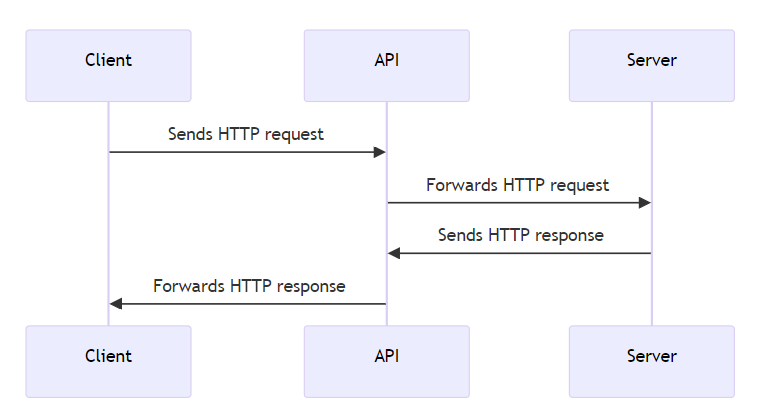 Client
API
Server
Sends HTTP request
Forwards HTTP request
Sends HTTP response
Forwards HTTP response
Client
API
Server